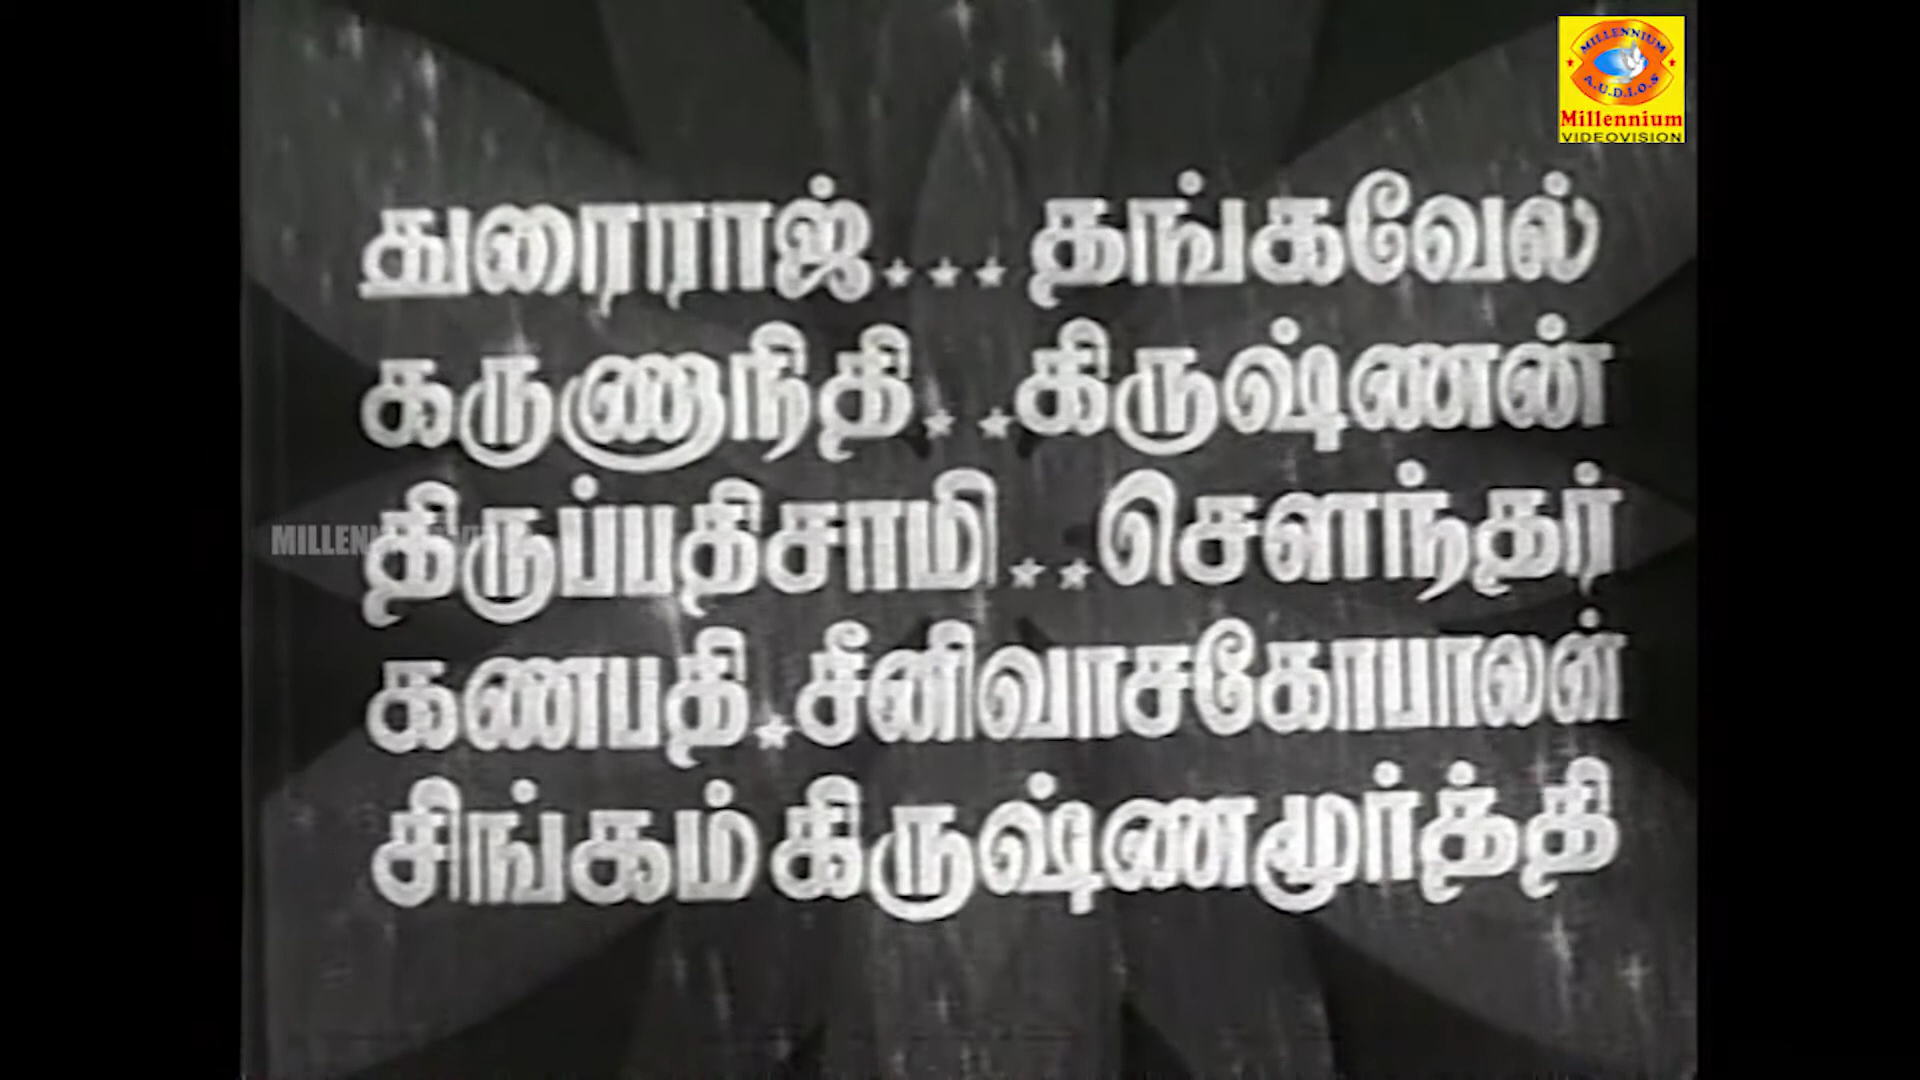 MILLENNIUM
A.U.D.I.O.S
Millennium
VIDEOVISION
துரைராஜ்... தங்கவேல்
கருணாநிதி..கிருஷ்ணன்
திருப்பதிசாமி..சௌந்தர்
கணபதி.சீனிவாசகோபாலன்
சிங்கம்கிருஷ்ணமூர்த்தி